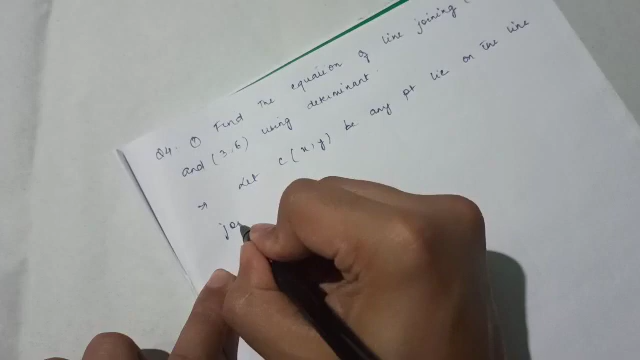 Q4. ① Find the equation of line joining (
and (3,6) using determinant.
→ Let C(x,y) be any pt lie on the line
jo